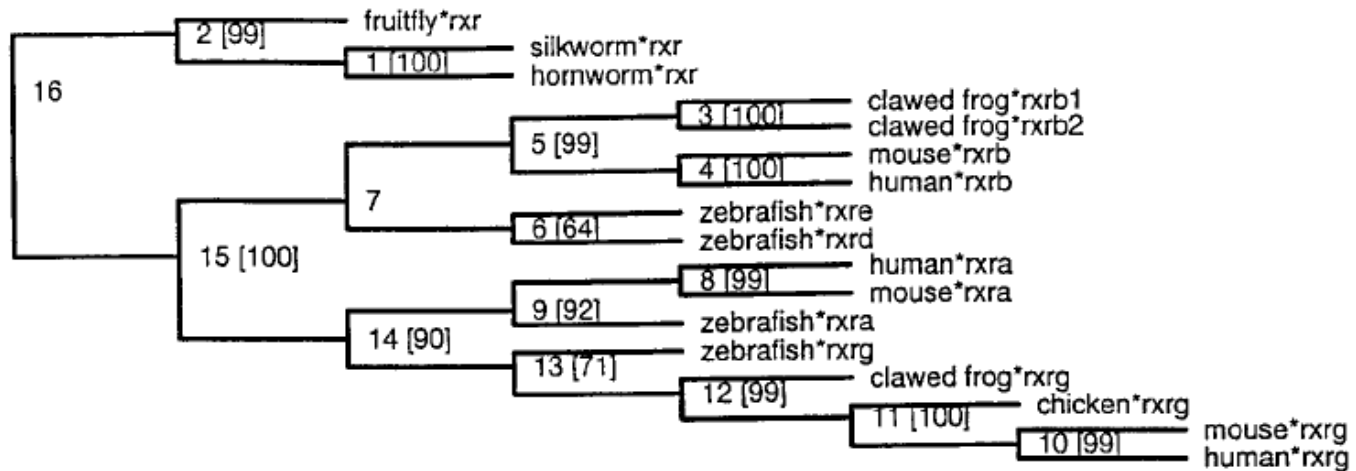 fruitfly*rxr
2 [99]
silkworm*rxr
1 [100]
hornworm*rxr
16
clawed frog*rxrb1
3 [100]
clawed frog*rxrb2
5 [99]
mouse*rxrb
4 [100]
human*rxrb
7
zebrafish*rxre
6 [64]
zebrafish*rxrd
15 [100]
human*rxra
8 [99]
mouse*rxra
9 [92]
zebrafish*rxra
14 [90]
zebrafish*rxrg
13 [71]
clawed frog*rxrg
12 [99]
chicken*rxrg
11 [100]
mouse*rxrg
10 [99]
human*rxrg